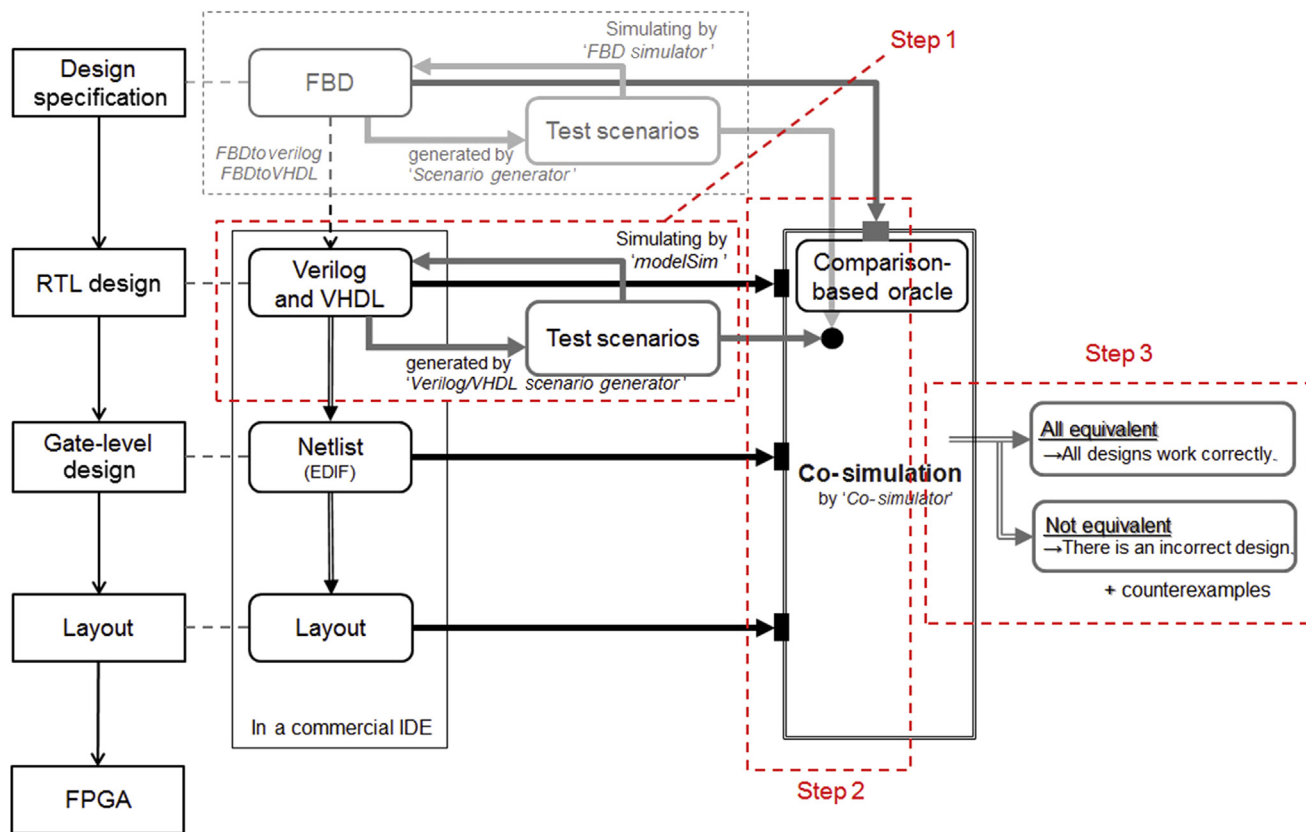 Simulating by
'FBD simulator'
Step 1
Design
specification
FBD
Test scenarios
FBDtoverilog
FBDtoVHDL
generated by
'Scenario generator'
Simulating by
'modelSim'
RTL design
Verilog
and VHDL
Test scenarios
generated by
'Verilog/VHDL scenario generator'
Comparison-
based oracle
Step 3
Gate-level
design
Netlist
(EDIF)
Co-simulation
by 'Co-simulator'
All equivalent
→All designs work correctly.
Not equivalent
→There is an incorrect design.
+ counterexamples
Layout
Layout
In a commercial IDE
Step 2
FPGA